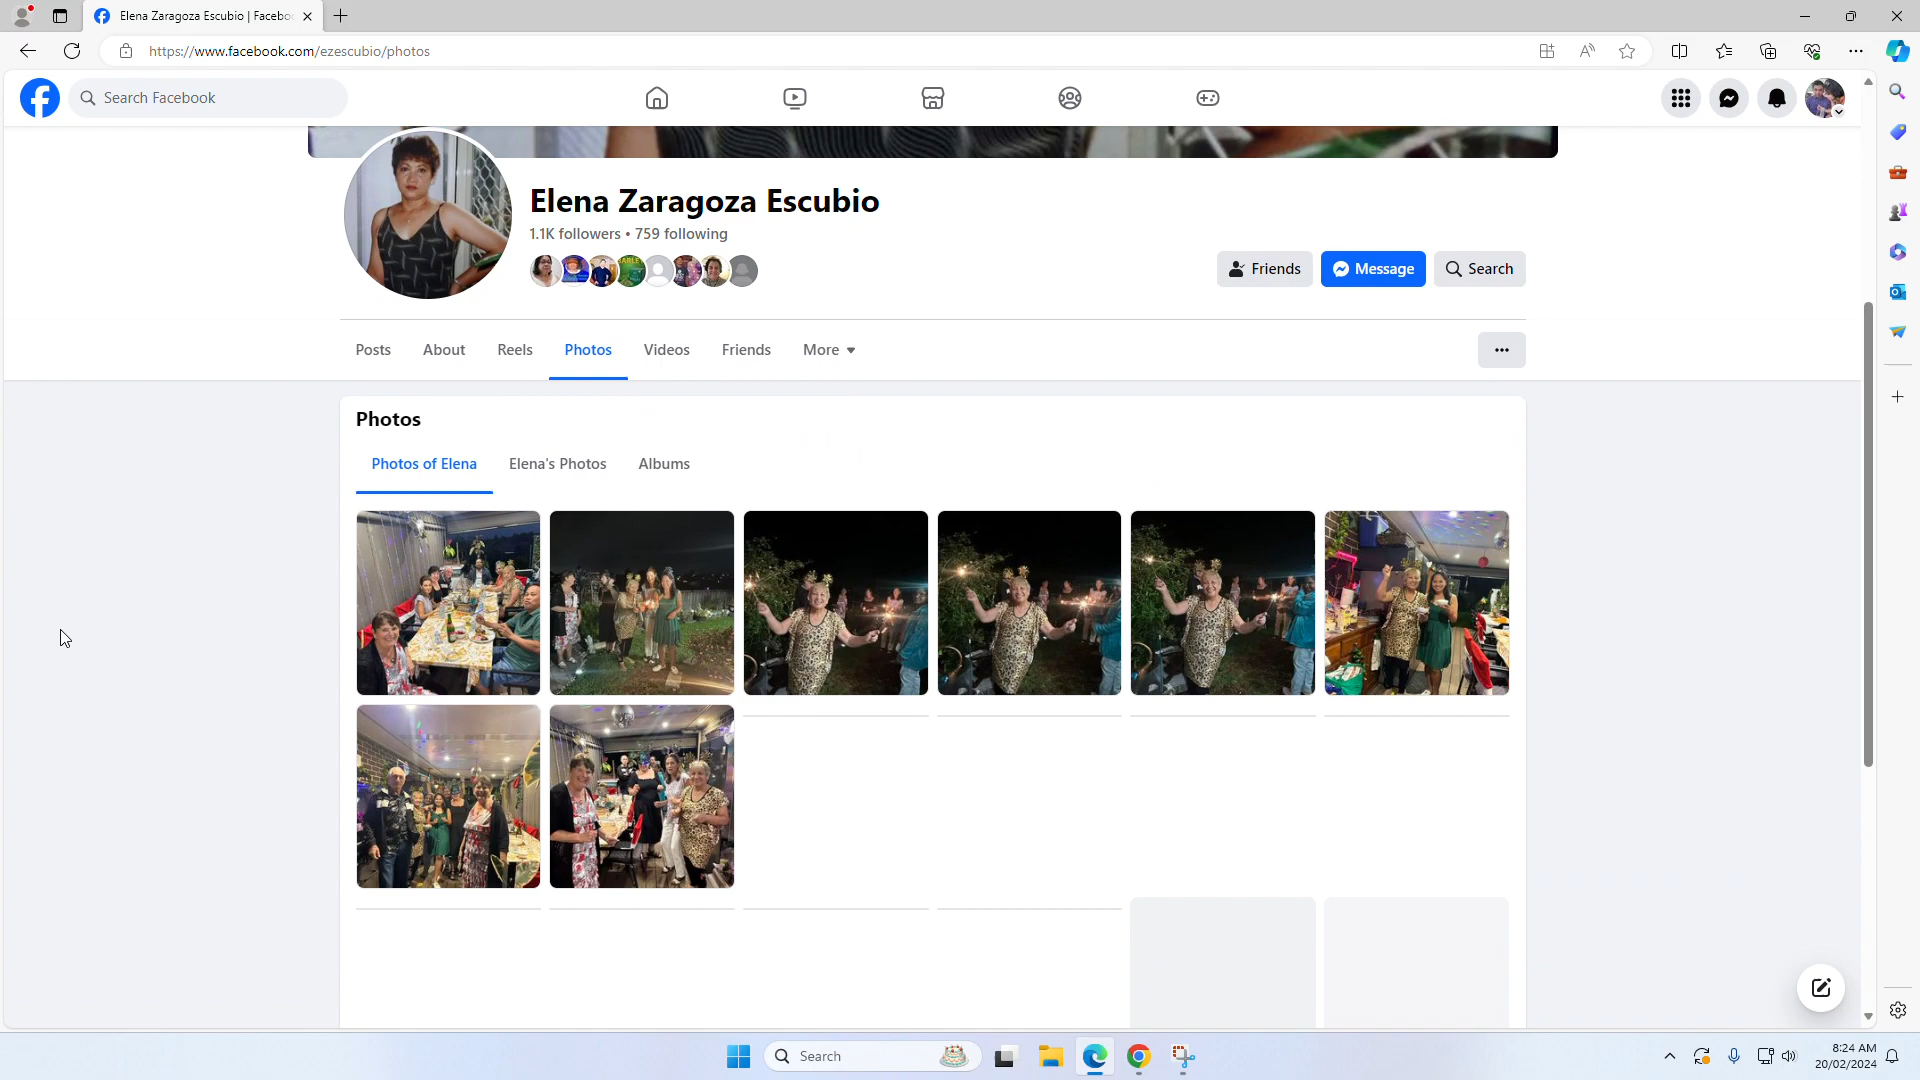 Elena Zaragoza Escubio | Faceboo
https://www.facebook.com/ezescubio/photos
Search Facebook
Elena Zaragoza Escubio
1.1K followers • 759 following
Friends
Message
Search
Posts
About
Reels
Photos
Videos
Friends
More
Photos
Photos of Elena
Elena's Photos
Albums
Search
8:24 AM
20/02/2024